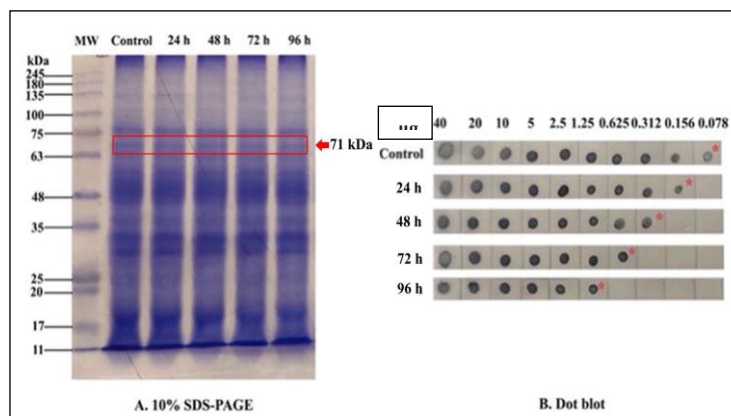 MW Control 24 h 48 h 72 h 96 h
kDa
245
180
135
100
75
63
48
35
25
20
17
11
71 kDa
A. 10% SDS-PAGE
40 20 10 5 2.5 1.25 0.625 0.312 0.156 0.078
Control *
24 h *
48 h *
72 h *
96 h *
B. Dot blot